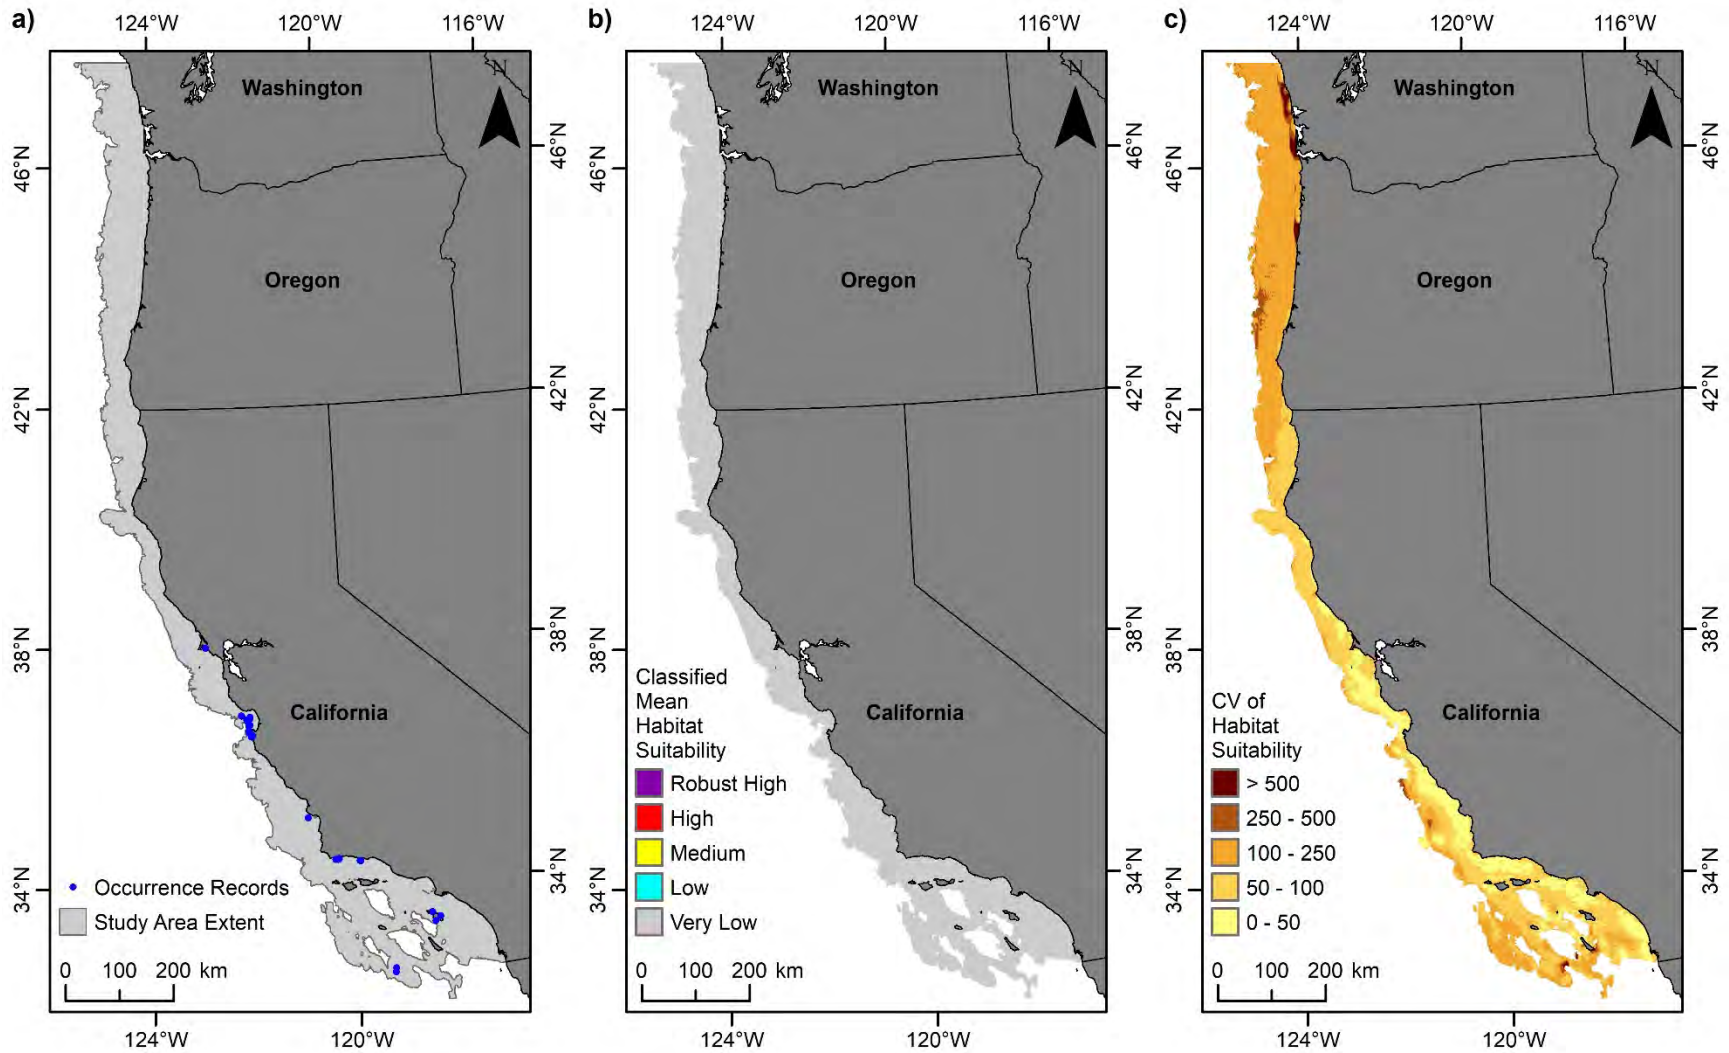 a)
124°W 120°W 116°W
N
Washington
46°N 46°N
Oregon
42°N 42°N
38°N 38°N
California
34°N 34°N
Occurrence Records
Study Area Extent
0 100 200 km
124°W 120°W
b)
124°W 120°W 116°W
N
Washington
46°N 46°N
Oregon
42°N 42°N
38°N 38°N
California
Classified
Mean
Habitat
Suitability
Robust High
High
Medium
Low
Very Low
34°N 34°N
0 100 200 km
124°W 120°W
c)
124°W 120°W 116°W
N
Washington
46°N 46°N
Oregon
42°N 42°N
38°N 38°N
California
CV of
Habitat
Suitability
> 500
250 - 500
100 - 250
50 - 100
0 - 50
34°N 34°N
0 100 200 km
124°W 120°W